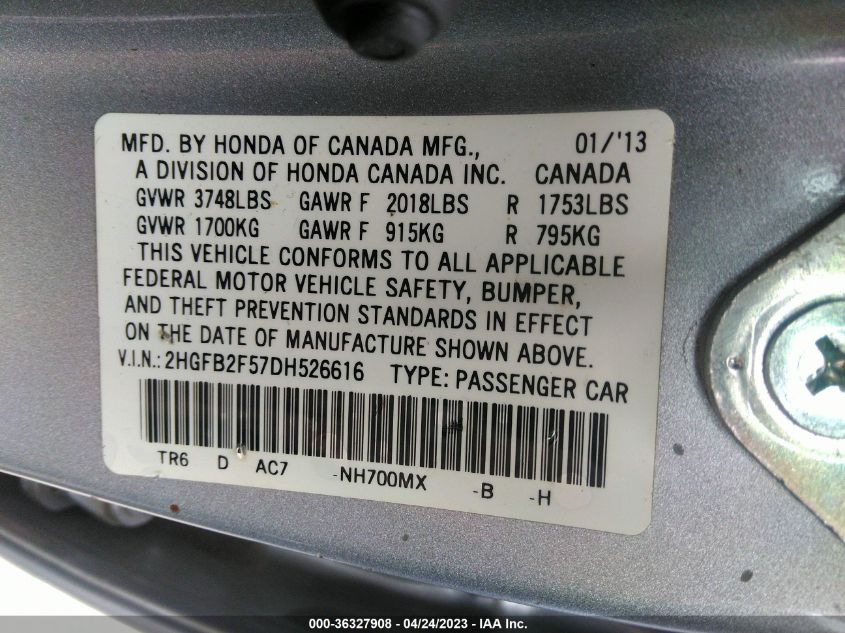 MFD. BY HONDA OF CANADA MFG., 01/'13
A DIVISION OF HONDA CANADA INC. CANADA
GVWR 3748LBS GAWR F 2018LBS R 1753LBS
GVWR 1700KG GAWR F 915KG R 795KG
THIS VEHICLE CONFORMS TO ALL APPLICABLE
FEDERAL MOTOR VEHICLE SAFETY, BUMPER,
AND THEFT PREVENTION STANDARDS IN EFFECT
ON THE DATE OF MANUFACTURE SHOWN ABOVE.
V.I.N.: 2HGFB2F57DH526616 TYPE: PASSENGER CAR
TR6 D AC7 -NH700MX -B -H
000-36327908 - 04/24/2023 - IAA Inc.